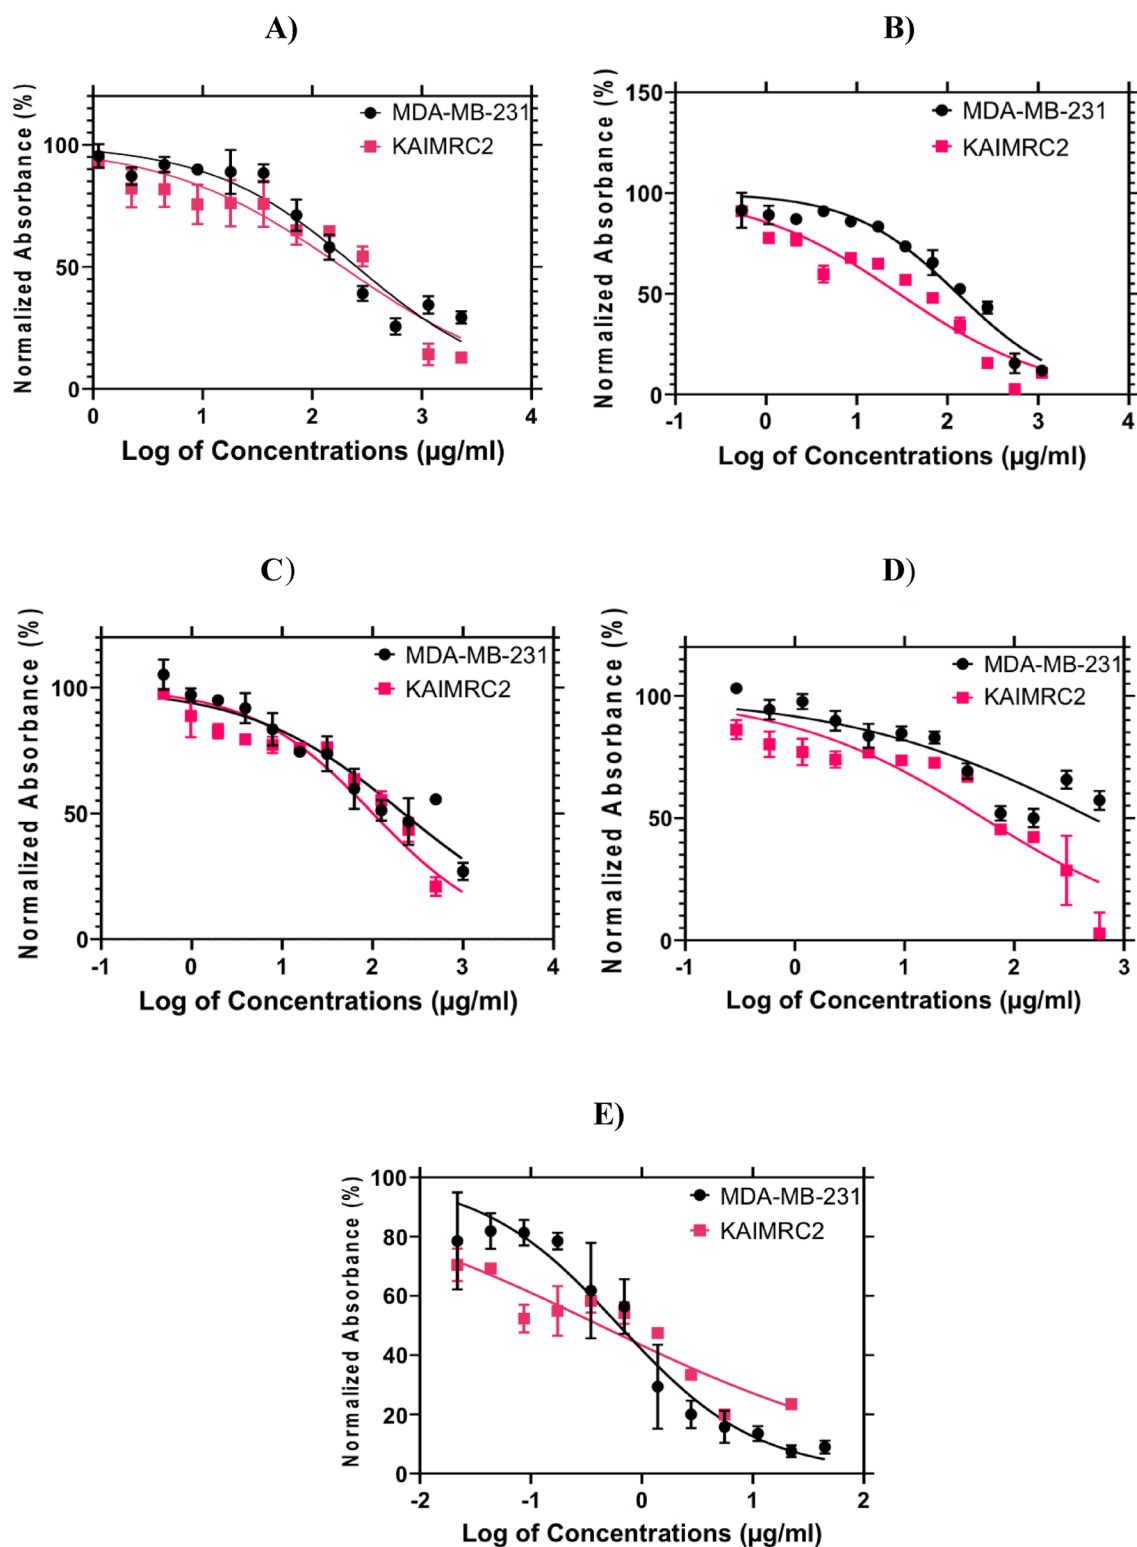 A)
Normalized Absorbance (%)
MDA-MB-231
KAIMRC2
100
50
0
0 1 2 3 4
Log of Concentrations (µg/ml)
B)
Normalized Absorbance (%)
MDA-MB-231
KAIMRC2
150
100
50
0
-1 0 1 2 3 4
Log of Concentrations (µg/ml)
C)
Normalized Absorbance (%)
MDA-MB-231
KAIMRC2
100
50
0
-1 0 1 2 3 4
Log of Concentrations (µg/ml)
D)
Normalized Absorbance (%)
MDA-MB-231
KAIMRC2
100
50
0
-1 0 1 2 3
Log of Concentrations (µg/ml)
E)
Normalized Absorbance (%)
MDA-MB-231
KAIMRC2
100
80
60
40
20
0
-2 -1 0 1 2
Log of Concentrations (µg/ml)